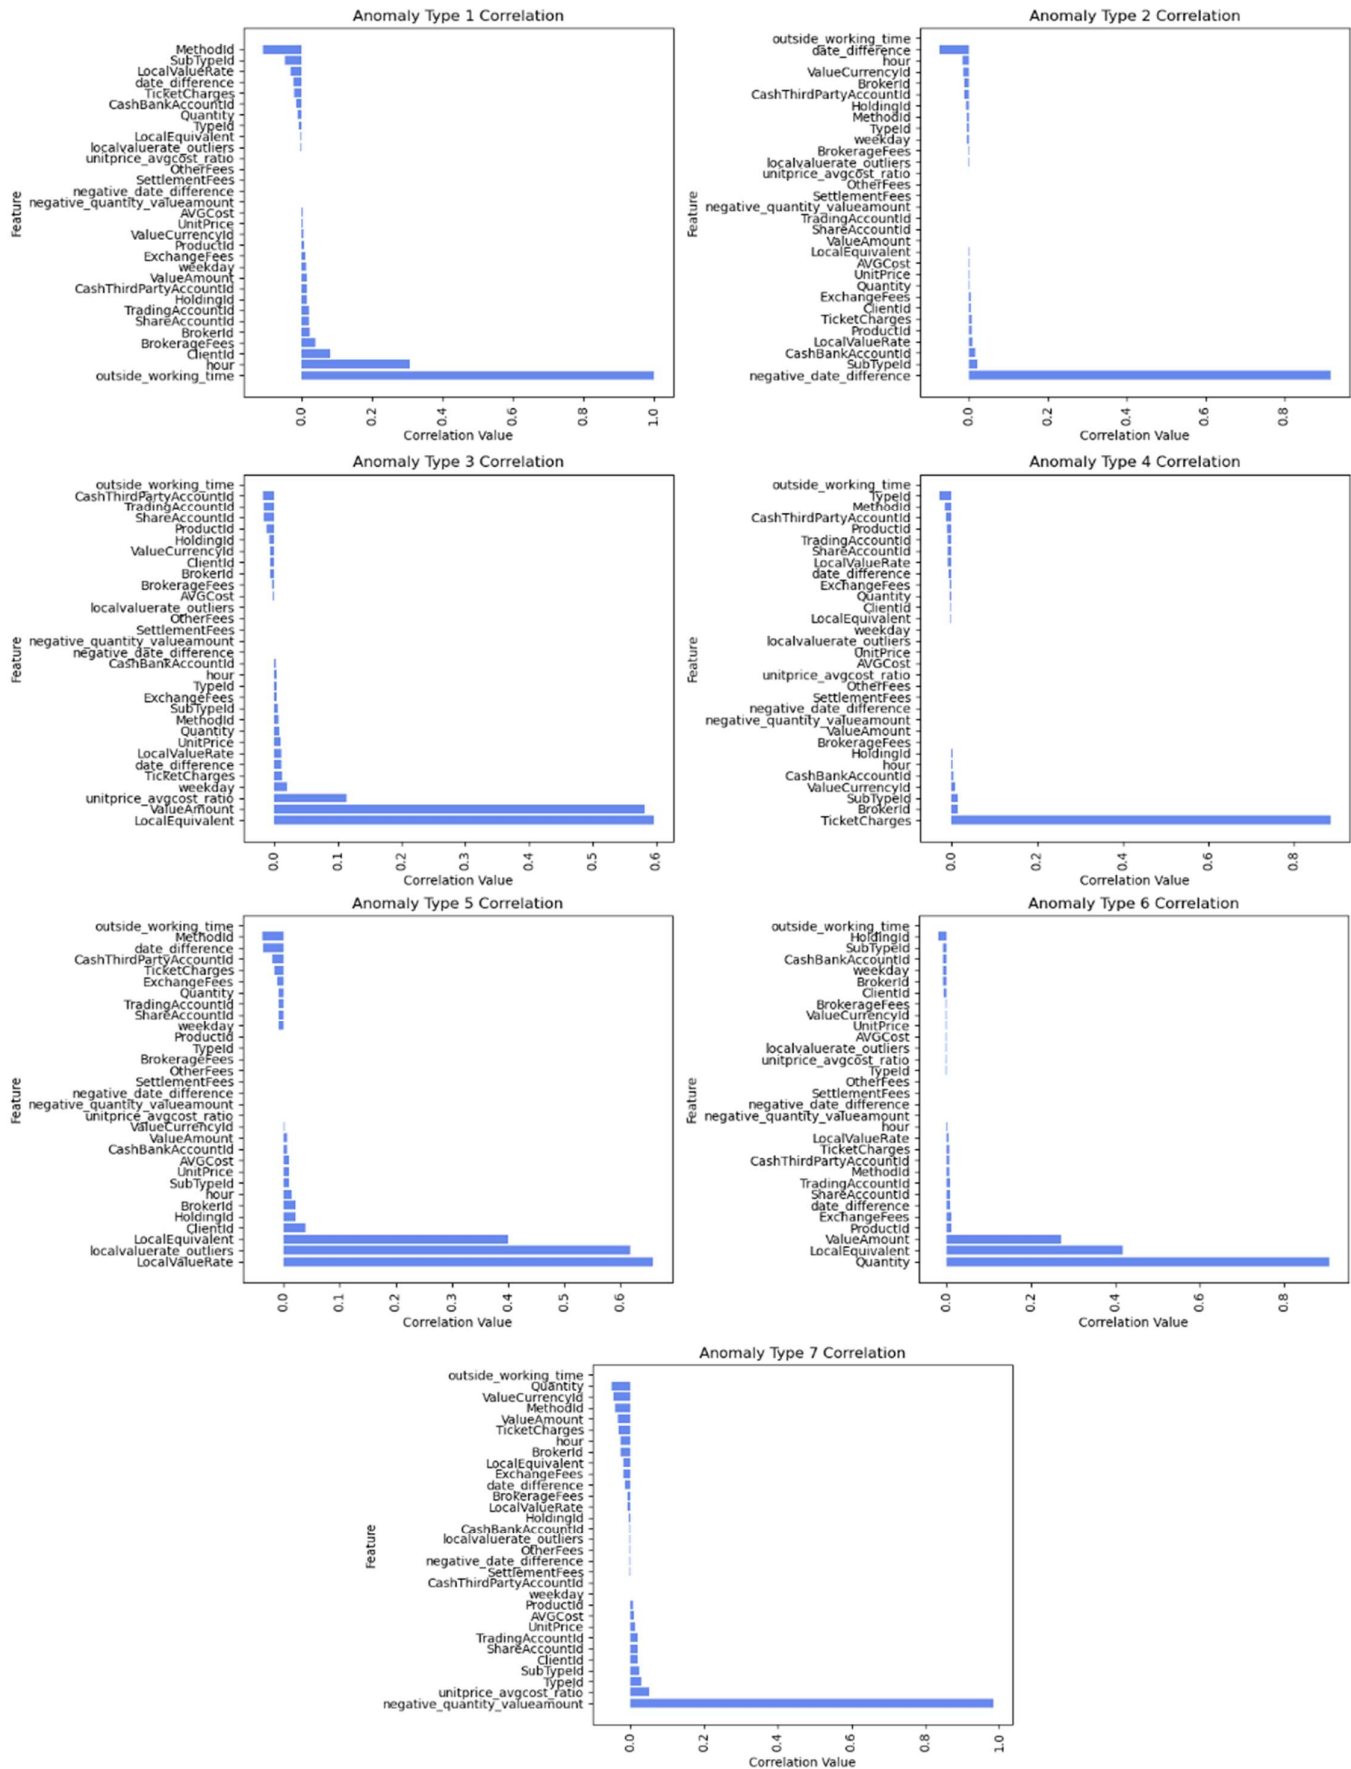 Anomaly Type 1 Correlation
Feature
MethodId
SubTypeId
LocalValueRate
date_difference
TicketCharges
CashBankAccountId
Quantity
TypeId
LocalEquivalent
localvaluerate_outliers
unitprice_avgcost_ratio
OtherFees
SettlementFees
negative_date_difference
negative_quantity_valueamount
AVGCost
UnitPrice
ValueCurrencyId
ProductId
ExchangeFees
weekday
ValueAmount
CashThirdPartyAccountId
HoldingId
TradingAccountId
ShareAccountId
BrokerId
BrokerageFees
ClientId
hour
outside_working_time
0.0 0.2 0.4 0.6 0.8 1.0
Correlation Value
Anomaly Type 2 Correlation
Feature
outside_working_time
date_difference
hour
ValueCurrencyId
BrokerId
CashThirdPartyAccountId
HoldingId
MethodId
TypeId
weekday
BrokerageFees
localvaluerate_outliers
unitprice_avgcost_ratio
OtherFees
SettlementFees
negative_quantity_valueamount
TradingAccountId
ShareAccountId
ValueAmount
LocalEquivalent
AVGCost
UnitPrice
Quantity
ExchangeFees
ClientId
TicketCharges
ProductId
LocalValueRate
CashBankAccountId
SubTypeId
negative_date_difference
0.0 0.2 0.4 0.6 0.8
Correlation Value
Anomaly Type 3 Correlation
Feature
outside_working_time
CashThirdPartyAccountId
TradingAccountId
ShareAccountId
ProductId
HoldingId
ValueCurrencyId
ClientId
BrokerId
BrokerageFees
AVGCost
localvaluerate_outliers
OtherFees
SettlementFees
negative_quantity_valueamount
negative_date_difference
CashBankAccountId
hour
TypeId
ExchangeFees
SubTypeId
MethodId
Quantity
UnitPrice
LocalValueRate
date_difference
TicketCharges
weekday
unitprice_avgcost_ratio
ValueAmount
LocalEquivalent
0.0 0.1 0.2 0.3 0.4 0.5 0.6
Correlation Value
Anomaly Type 4 Correlation
Feature
outside_working_time
TypeId
MethodId
CashThirdPartyAccountId
ProductId
TradingAccountId
ShareAccountId
LocalValueRate
date_difference
ExchangeFees
Quantity
ClientId
LocalEquivalent
weekday
localvaluerate_outliers
UnitPrice
AVGCost
unitprice_avgcost_ratio
OtherFees
SettlementFees
negative_date_difference
negative_quantity_valueamount
ValueAmount
BrokerageFees
HoldingId
hour
CashBankAccountId
ValueCurrencyId
SubTypeId
BrokerId
TicketCharges
0.0 0.2 0.4 0.6 0.8
Correlation Value
Anomaly Type 5 Correlation
Feature
outside_working_time
MethodId
date_difference
CashThirdPartyAccountId
TicketCharges
ExchangeFees
Quantity
TradingAccountId
ShareAccountId
weekday
ProductId
TypeId
BrokerageFees
OtherFees
SettlementFees
negative_date_difference
negative_quantity_valueamount
unitprice_avgcost_ratio
ValueCurrencyId
ValueAmount
CashBankAccountId
AVGCost
UnitPrice
SubTypeId
hour
BrokerId
HoldingId
ClientId
LocalEquivalent
localvaluerate_outliers
LocalValueRate
0.0 0.1 0.2 0.3 0.4 0.5 0.6
Correlation Value
Anomaly Type 6 Correlation
Feature
outside_working_time
HoldingId
SubTypeId
CashBankAccountId
weekday
BrokerId
ClientId
BrokerageFees
ValueCurrencyId
UnitPrice
AVGCost
localvaluerate_outliers
unitprice_avgcost_ratio
TypeId
OtherFees
SettlementFees
negative_date_difference
negative_quantity_valueamount
hour
LocalValueRate
TicketCharges
CashThirdPartyAccountId
MethodId
TradingAccountId
ShareAccountId
date_difference
ExchangeFees
ProductId
ValueAmount
LocalEquivalent
Quantity
0.0 0.2 0.4 0.6 0.8
Correlation Value
Anomaly Type 7 Correlation
Feature
outside_working_time
Quantity
ValueCurrencyId
MethodId
ValueAmount
TicketCharges
hour
BrokerId
LocalEquivalent
ExchangeFees
date_difference
BrokerageFees
LocalValueRate
HoldingId
CashBankAccountId
localvaluerate_outliers
OtherFees
negative_date_difference
SettlementFees
CashThirdPartyAccountId
weekday
ProductId
AVGCost
UnitPrice
TradingAccountId
ShareAccountId
ClientId
SubTypeId
TypeId
unitprice_avgcost_ratio
negative_quantity_valueamount
0.0 0.2 0.4 0.6 0.8 1.0
Correlation Value